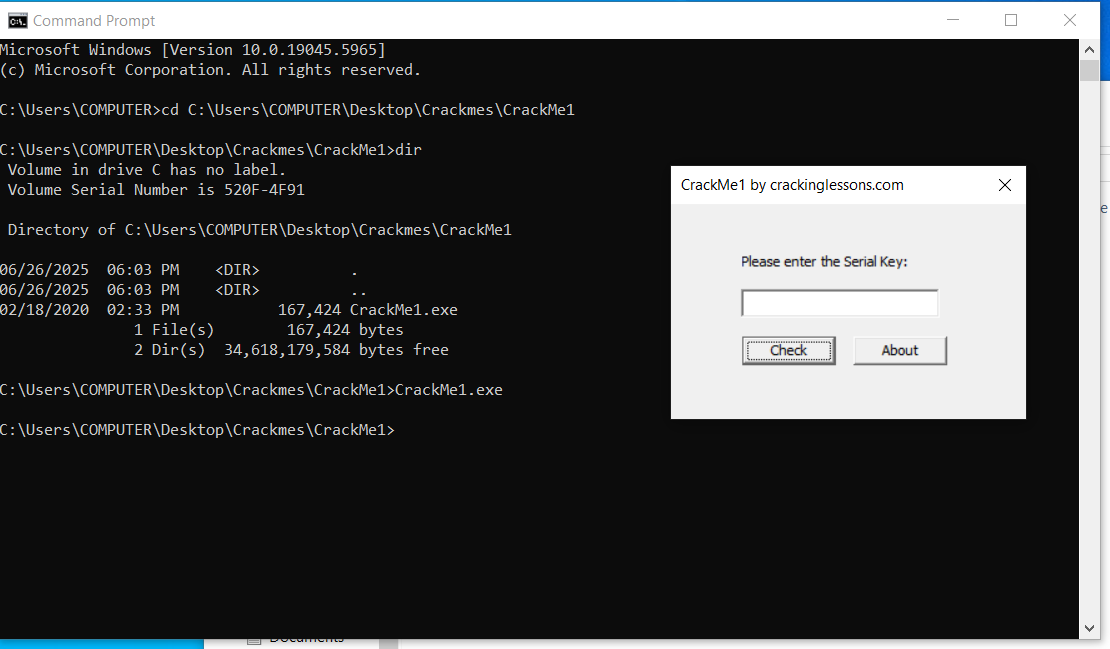 Command Prompt
Microsoft Windows [Version 10.0.19045.5965]
(c) Microsoft Corporation. All rights reserved.
C:\Users\COMPUTER>cd C:\Users\COMPUTER\Desktop\Crackmes\CrackMe1
C:\Users\COMPUTER\Desktop\Crackmes\CrackMe1>dir
Volume in drive C has no label.
Volume Serial Number is 520F-4F91
Directory of C:\Users\COMPUTER\Desktop\Crackmes\CrackMe1
06/26/2025  06:03 PM    <DIR>          .
06/26/2025  06:03 PM    <DIR>          ..
02/18/2020  02:33 PM           167,424 CrackMe1.exe
1 File(s)        167,424 bytes
2 Dir(s)  34,618,179,584 bytes free
C:\Users\COMPUTER\Desktop\Crackmes\CrackMe1>CrackMe1.exe
C:\Users\COMPUTER\Desktop\Crackmes\CrackMe1>
CrackMe1 by crackinglessons.com
Please enter the Serial Key:
Check
About
Documents